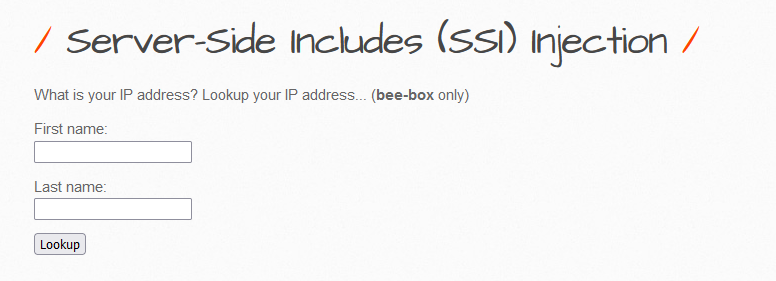 / Server-Side Includes (SSI) Injection /
What is your IP address? Lookup your IP address... (bee-box only)
First name:
Last name:
Lookup